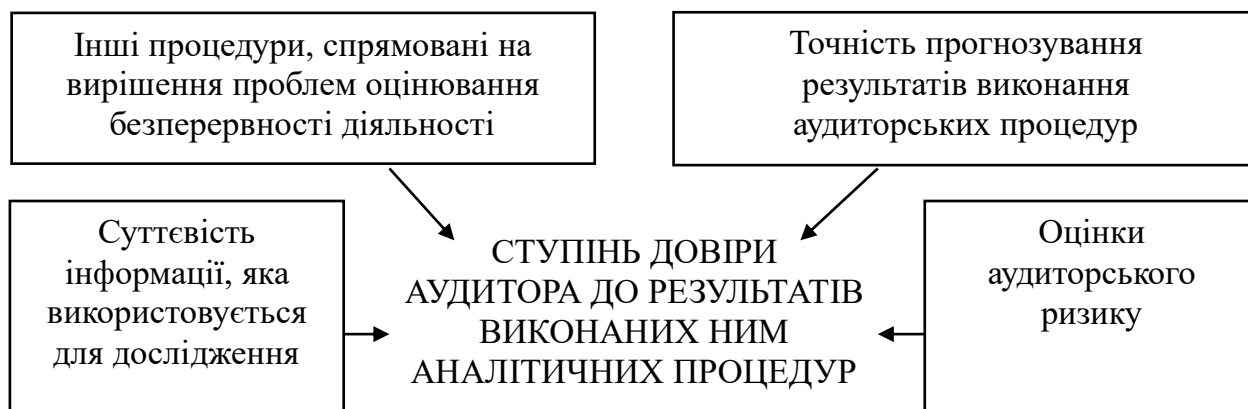 Інші процедури, спрямовані на
вирішення проблем оцінювання
безперервності діяльності
Точність прогнозування
результатів виконання
аудиторських процедур
Суттєвість
інформації, яка
використовується
для дослідження
СТУПІНЬ ДОВІРИ
АУДИТОРА ДО РЕЗУЛЬТАТІВ
ВИКОНАНИХ НИМ
АНАЛІТИЧНИХ ПРОЦЕДУР
Оцінки
аудиторського
ризику